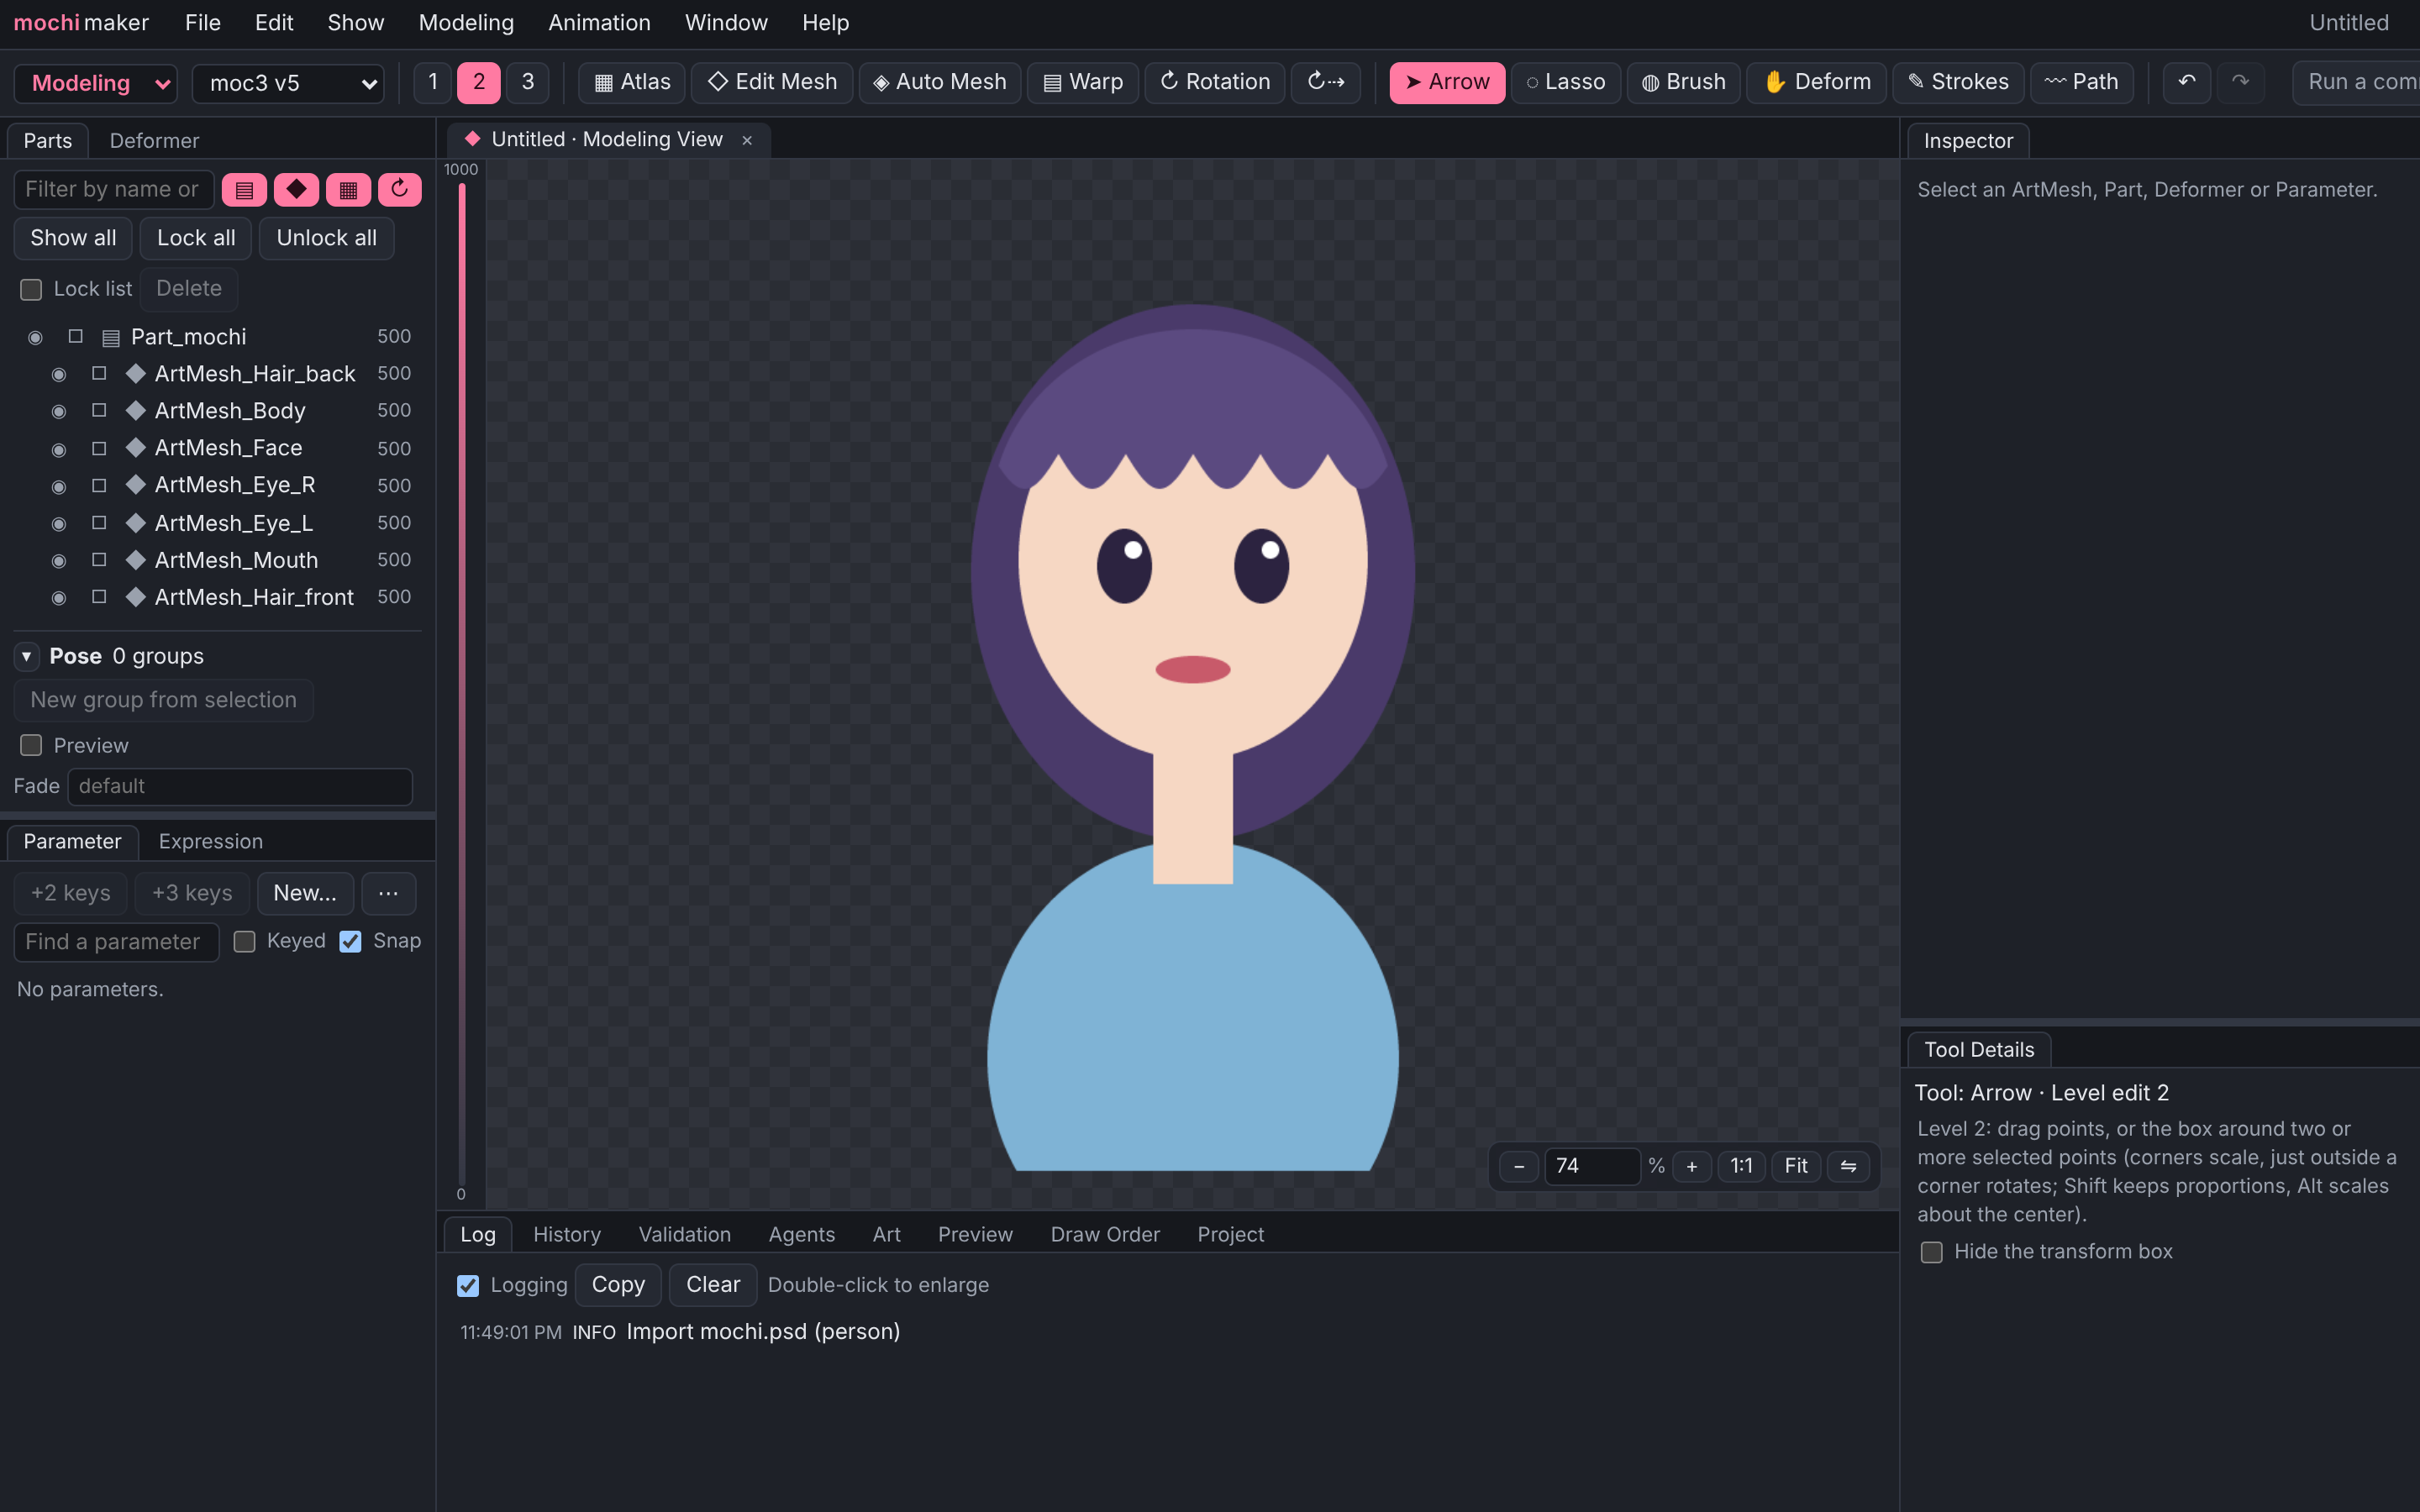 mochimaker File Edit Show Modeling Animation Window Help Untitled
Modeling moc3 v5 1 2 3 Atlas Edit Mesh Auto Mesh Warp Rotation Arrow Lasso Brush Deform Strokes Path Run a com
Parts Deformer
Untitled · Modeling View ×
Inspector
Filter by name or
Show all Lock all Unlock all
Lock list Delete
Part_mochi 500
ArtMesh_Hair_back 500
ArtMesh_Body 500
ArtMesh_Face 500
ArtMesh_Eye_R 500
ArtMesh_Eye_L 500
ArtMesh_Mouth 500
ArtMesh_Hair_front 500
Pose 0 groups
New group from selection
Preview
Fade default
Parameter Expression
+2 keys +3 keys New... ⋯
Find a parameter Keyed Snap
No parameters.
1000
0
− 74 % + 1:1 Fit ⇋
Log History Validation Agents Art Preview Draw Order Project
Logging Copy Clear Double-click to enlarge
11:49:01 PM INFO Import mochi.psd (person)
Select an ArtMesh, Part, Deformer or Parameter.
Tool Details
Tool: Arrow · Level edit 2
Level 2: drag points, or the box around two or
more selected points (corners scale, just outside a
corner rotates; Shift keeps proportions, Alt scales
about the center).
Hide the transform box